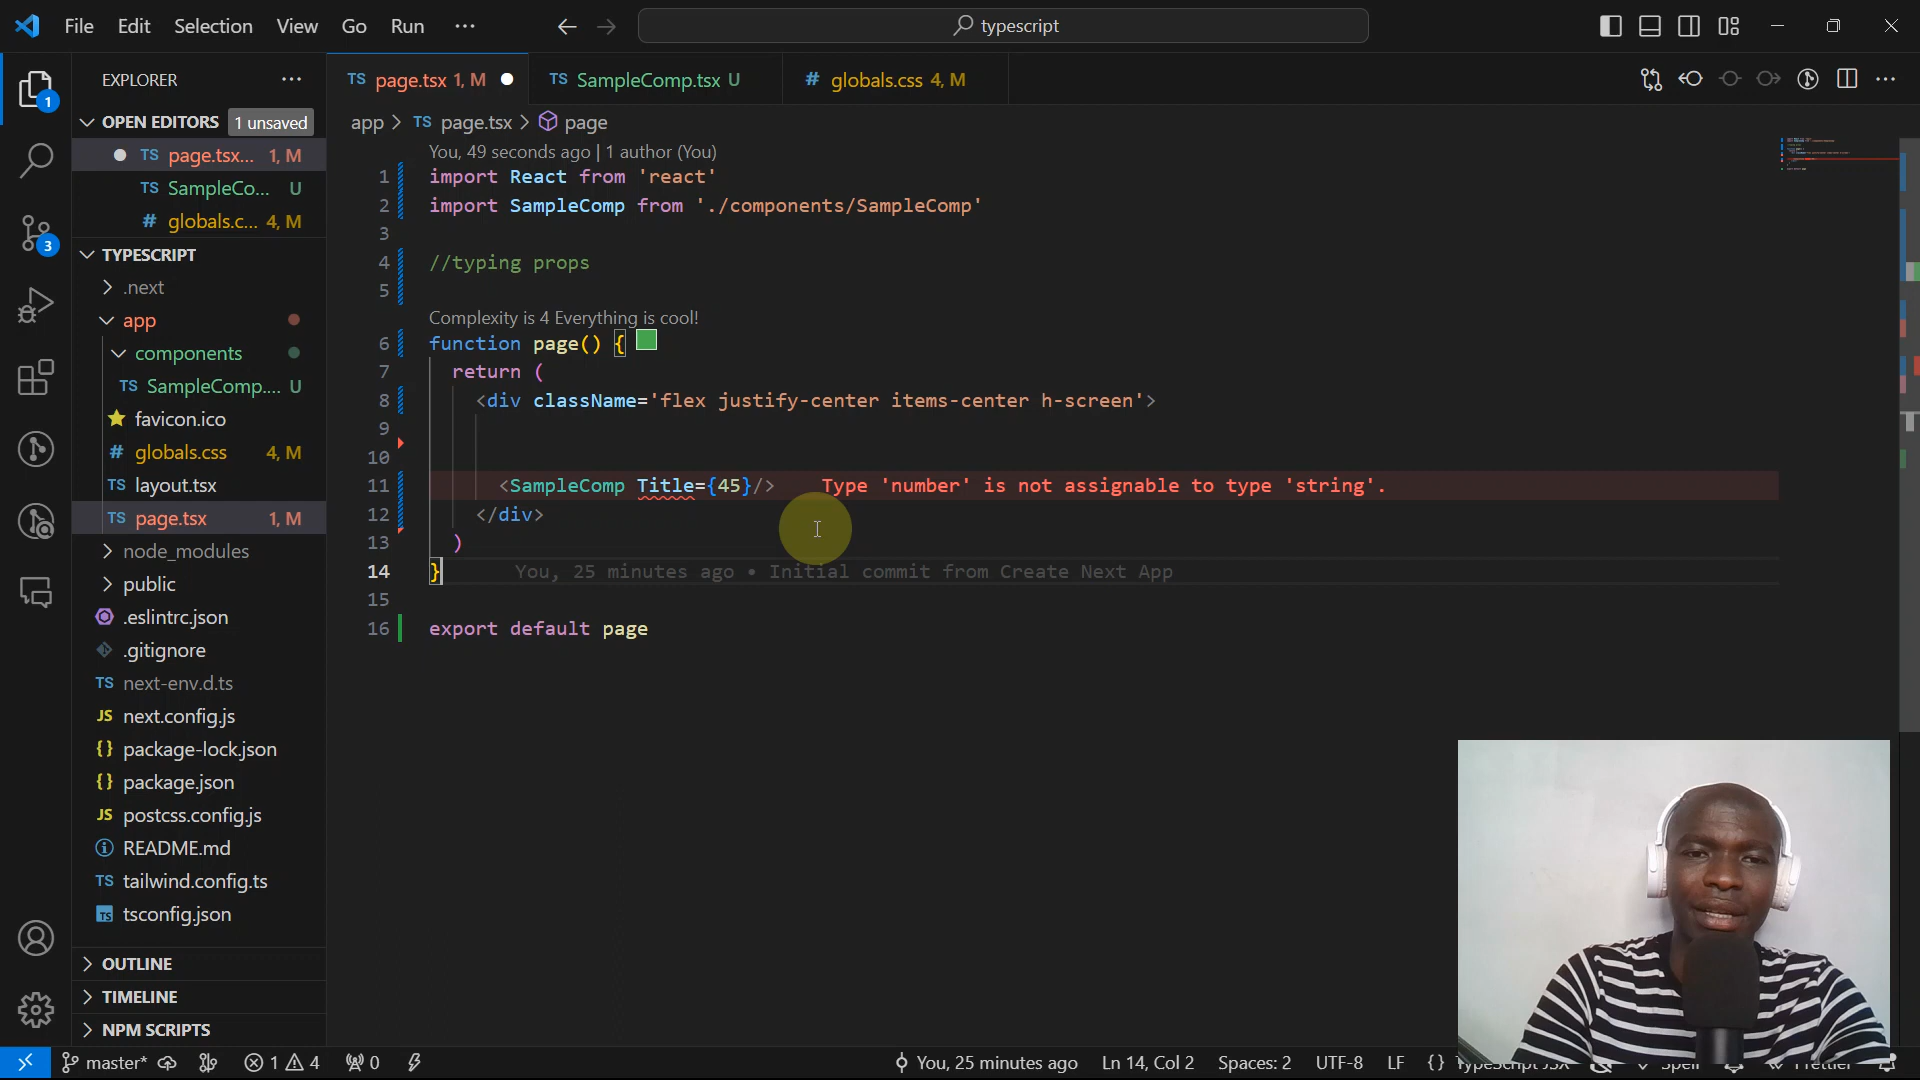 File Edit Selection View Go Run ··· typescript
EXPLORER ···
OPEN EDITORS 1 unsaved
TS page.tsx... 1, M
TS SampleCo... U
# globals.c... 4, M
TYPESCRIPT
.next
app
components
TS SampleComp.... U
favicon.ico
# globals.css 4, M
layout.tsx
TS page.tsx 1, M
node_modules
public
.eslintrc.json
.gitignore
TS next-env.d.ts
JS next.config.js
{} package-lock.json
{} package.json
JS postcss.config.js
README.md
TS tailwind.config.ts
TS tsconfig.json
OUTLINE
TIMELINE
NPM SCRIPTS
1
3
TS page.tsx 1, M TS SampleComp.tsx U # globals.css 4, M ···
app > TS page.tsx > page
You, 49 seconds ago | 1 author (You)
1 import React from 'react'
2 import SampleComp from './components/SampleComp'
3
4 //typing props
5
Complexity is 4 Everything is cool!
6 function page() {
7 return (
8 <div className='flex justify-center items-center h-screen'>
9
10
11 <SampleComp Title={45}/> Type 'number' is not assignable to type 'string'.
12 </div>
13 )
14 } You, 25 minutes ago • Initial commit from Create Next App
15
16 export default page
master* 1 4 0 You, 25 minutes ago Ln 14, Col 2 Spaces: 2 UTF-8 LF {} TypeScript JSX Spell Prettier